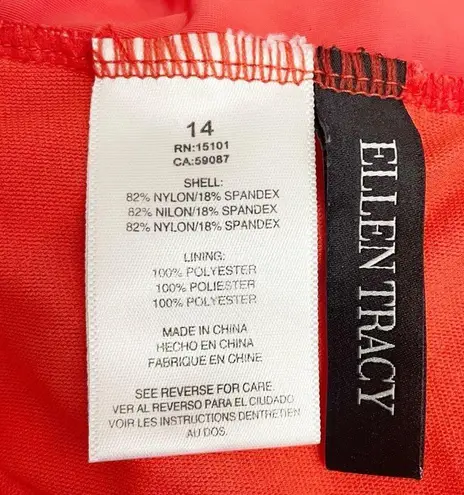 14
RN:15101
CA:59087
SHELL:
82% NYLON/18% SPANDEX
82% NILON/18% SPANDEX
82% NYLON/18% SPANDEX
LINING:
100% POLYESTER
100% POLIESTER
100% POLYESTER
MADE IN CHINA
HECHO EN CHINA
FABRIQUE EN CHINE
SEE REVERSE FOR CARE.
VER AL REVERSO PARA EL CIUDADO
VOIR LES INSTRUCTIONS DENTRETIEN
AU DOS.
ELLEN TRACY